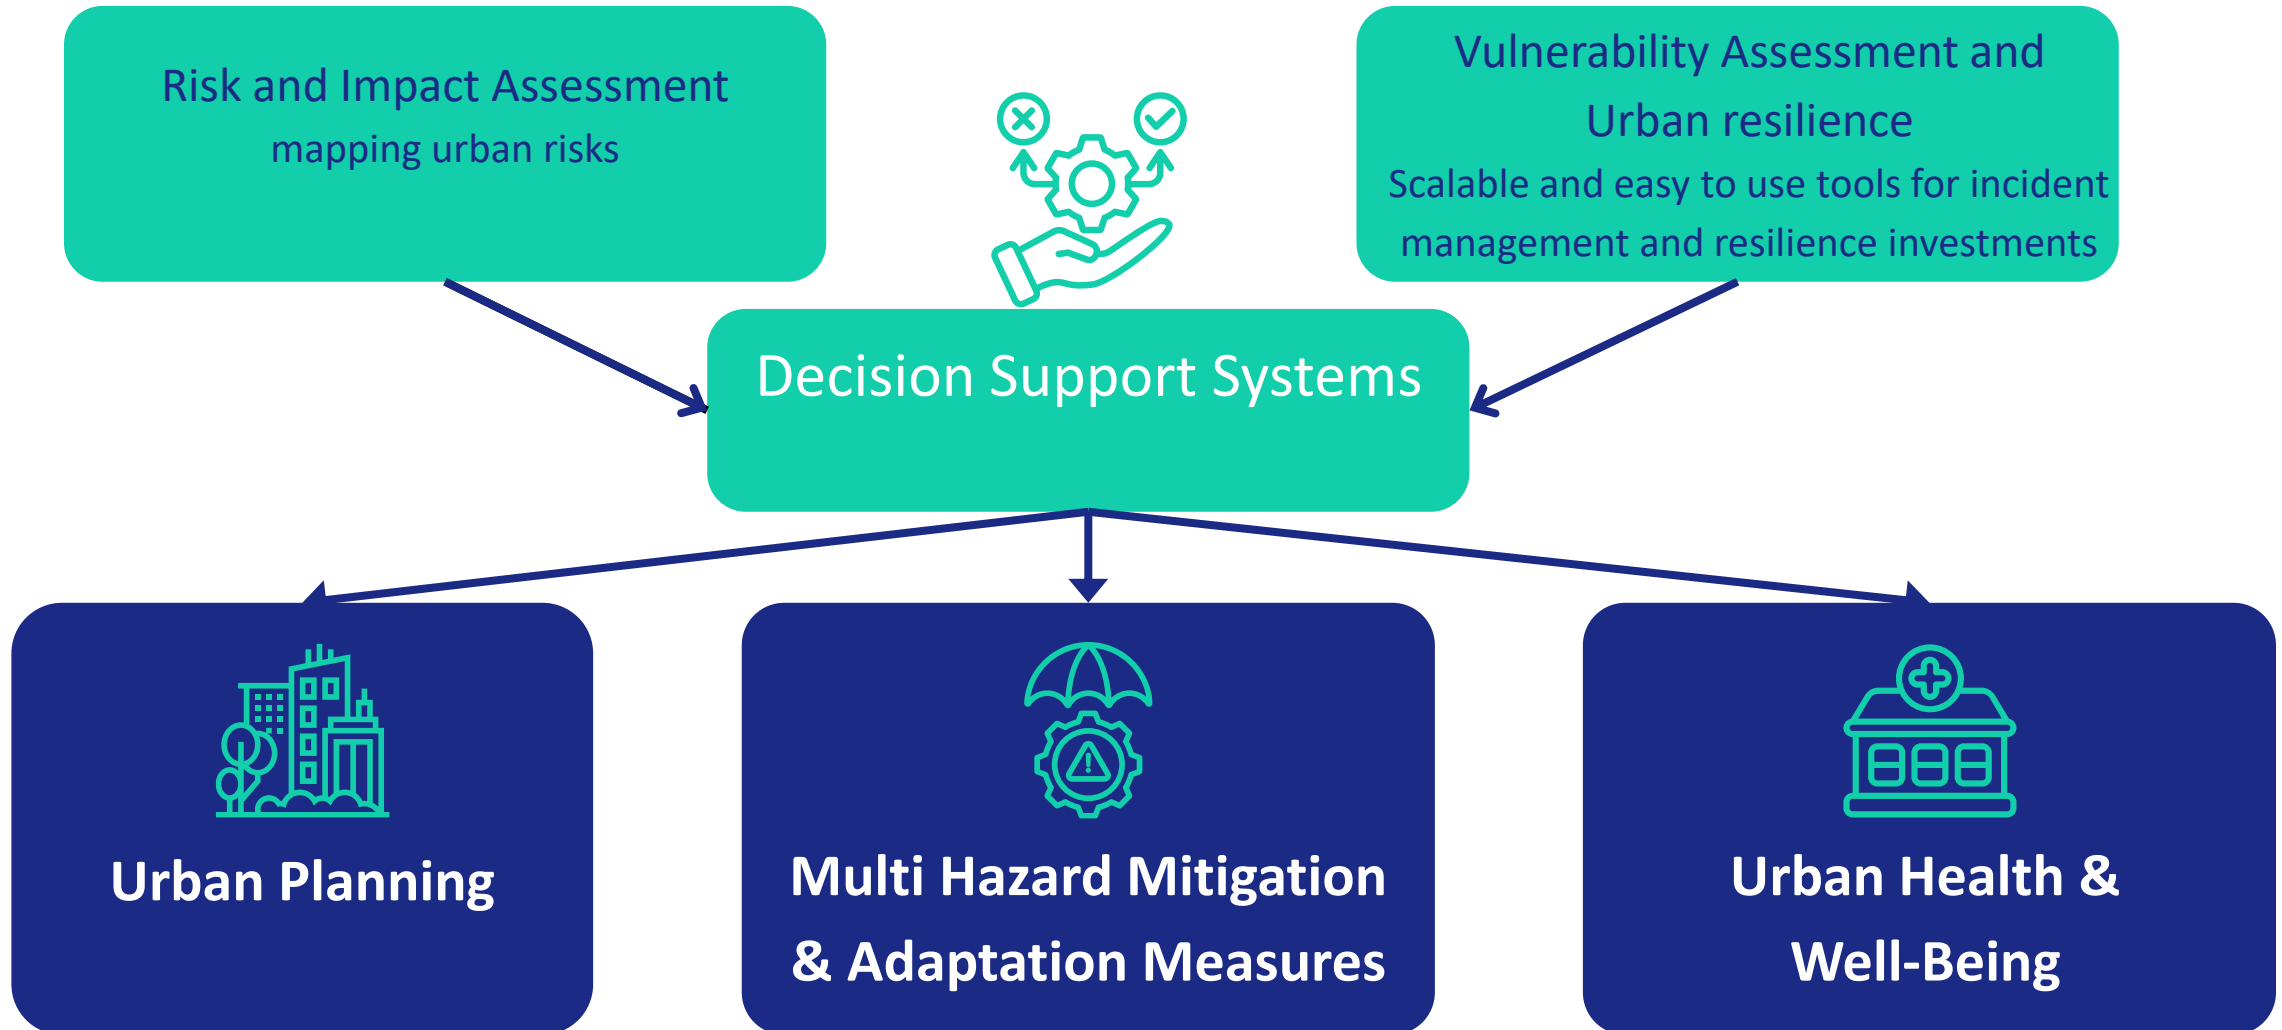 Risk and Impact Assessment
mapping urban risks
Vulnerability Assessment and
Urban resilience
Scalable and easy to use tools for incident
management and resilience investments
Decision Support Systems
Urban Planning
Multi Hazard Mitigation
& Adaptation Measures
Urban Health &
Well-Being